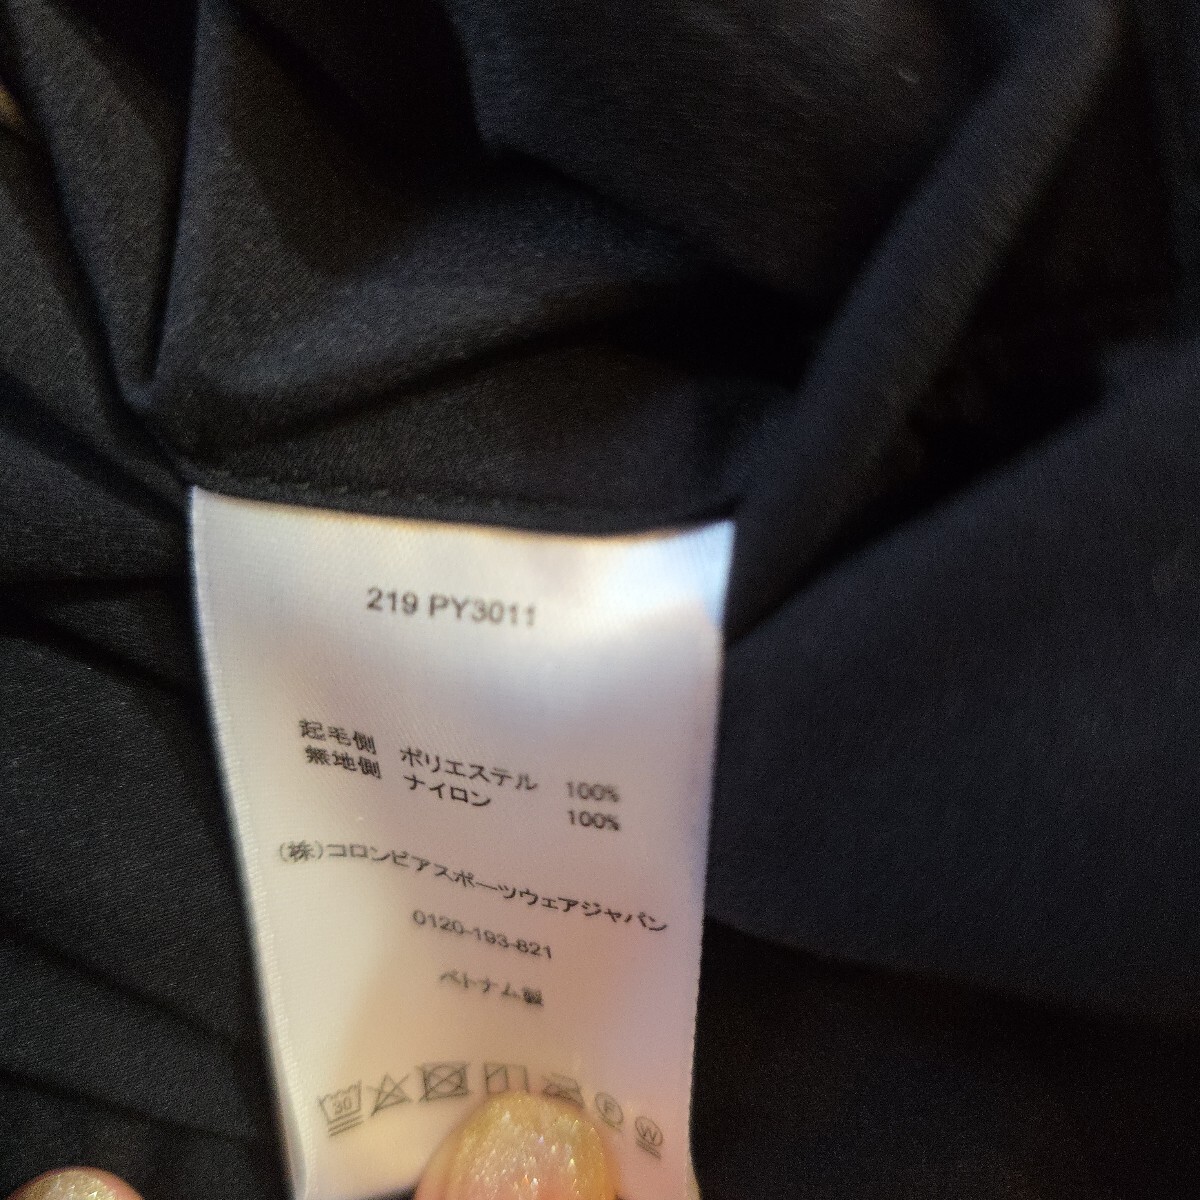 219 PY3011
起毛側 ポリエステル 100%
無地側 ナイロン 100%
(株)コロンビアスポーツウェアジャパン
0120-193-821
ベトナム製
30 F W